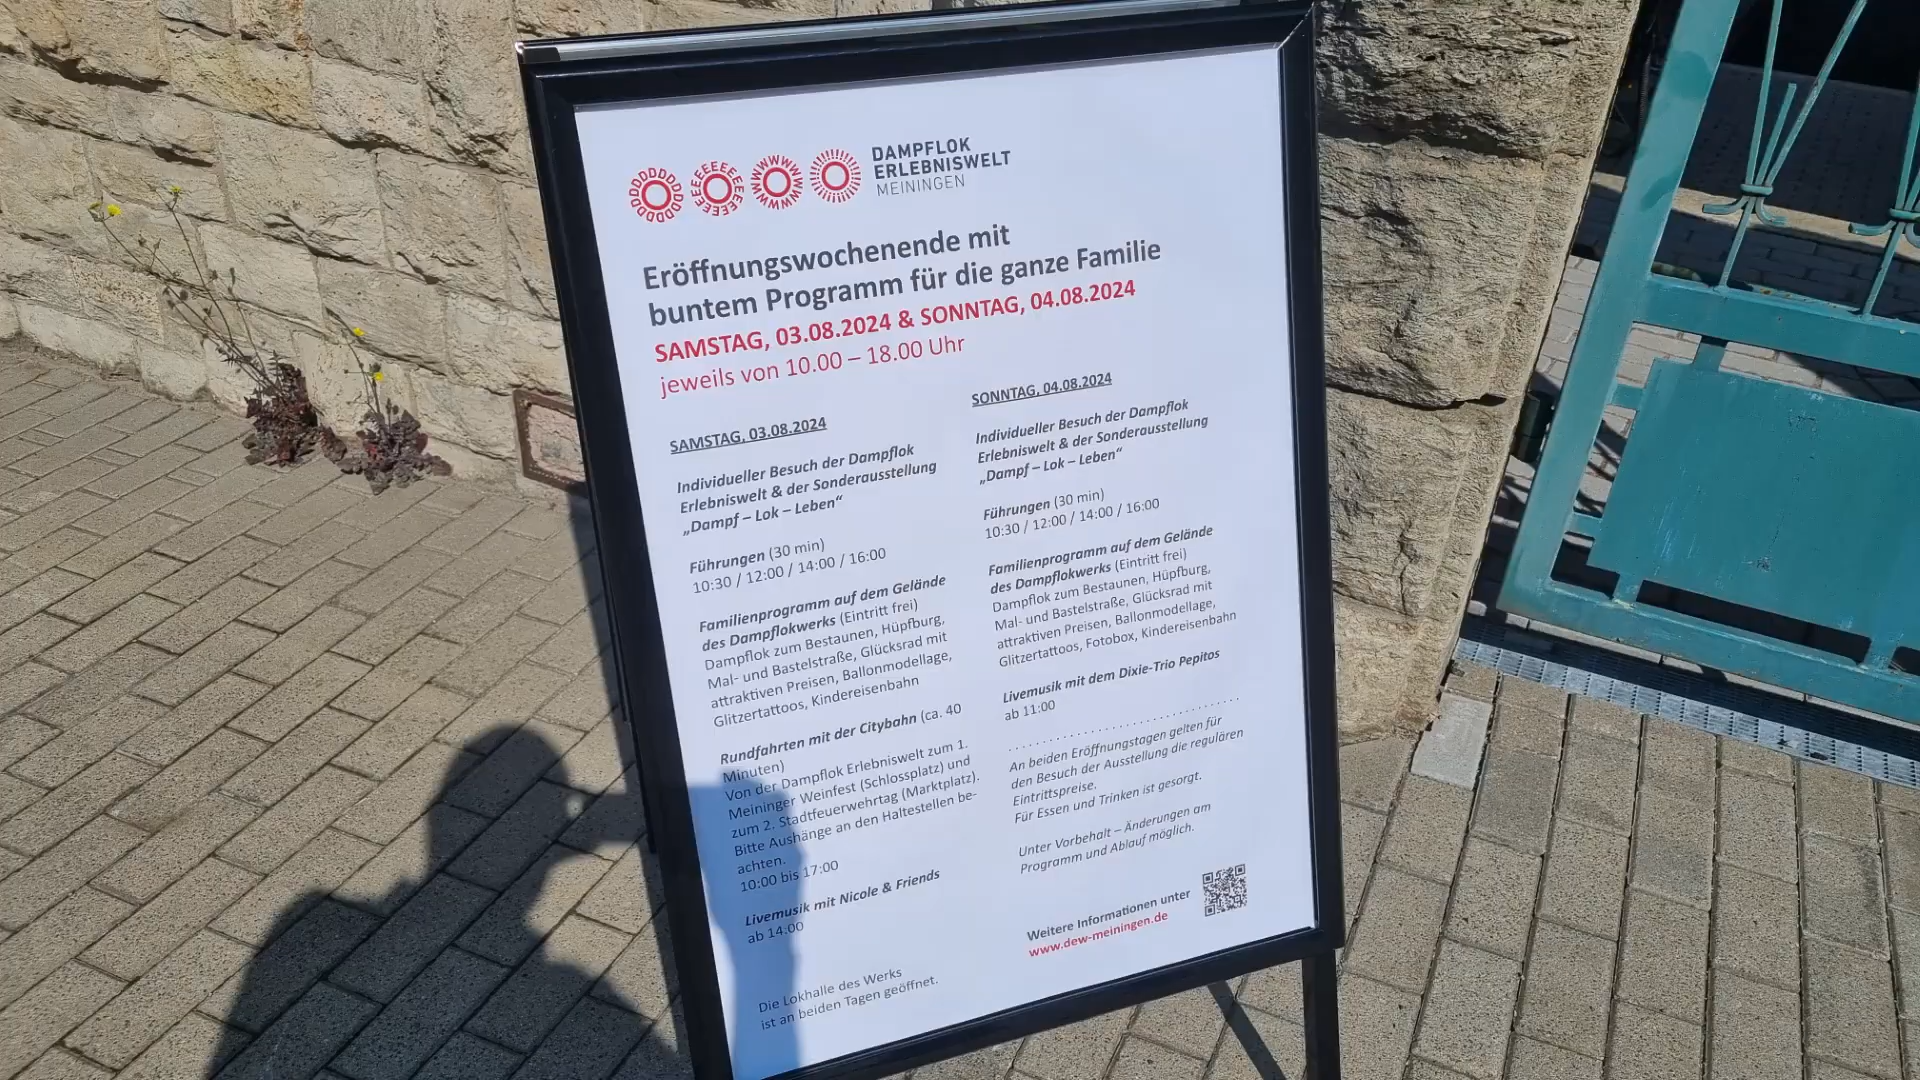 DAMPFLOK
ERLEBNISWELT
MEININGEN
Eröffnungswochenende mit
buntem Programm für die ganze Familie
SAMSTAG, 03.08.2024 & SONNTAG, 04.08.2024
jeweils von 10.00 – 18.00 Uhr
SAMSTAG, 03.08.2024
Individueller Besuch der Dampflok
Erlebniswelt & der Sonderausstellung
„Dampf – Lok – Leben“
Führungen (30 min)
10:30 / 12:00 / 14:00 / 16:00
Familienprogramm auf dem Gelände
des Dampflokwerks (Eintritt frei)
Dampflok zum Bestaunen, Hüpfburg,
Mal- und Bastelstraße, Glücksrad mit
attraktiven Preisen, Ballonmodellage,
Glitzertattoos, Kindereisenbahn
Rundfahrten mit der Citybahn (ca. 40
Minuten)
Von der Dampflok Erlebniswelt zum 1.
Meininger Weinfest (Schlossplatz) und
zum 2. Stadtfeuerwehrtag (Marktplatz).
Bitte Aushänge an den Haltestellen be-
achten.
10:00 bis 17:00
Livemusik mit Nicole & Friends
ab 14:00
Die Lokhalle des Werks
ist an beiden Tagen geöffnet.
SONNTAG, 04.08.2024
Individueller Besuch der Dampflok
Erlebniswelt & der Sonderausstellung
„Dampf – Lok – Leben“
Führungen (30 min)
10:30 / 12:00 / 14:00 / 16:00
Familienprogramm auf dem Gelände
des Dampflokwerks (Eintritt frei)
Dampflok zum Bestaunen, Hüpfburg,
Mal- und Bastelstraße, Glücksrad mit
attraktiven Preisen, Ballonmodellage,
Glitzertattoos, Fotobox, Kindereisenbahn
Livemusik mit dem Dixie-Trio Pepitos
ab 11:00
An beiden Eröffnungstagen gelten für
den Besuch der Ausstellung die regulären
Eintrittspreise.
Für Essen und Trinken ist gesorgt.
Unter Vorbehalt – Änderungen am
Programm und Ablauf möglich.
Weitere Informationen unter
www.dew-meiningen.de